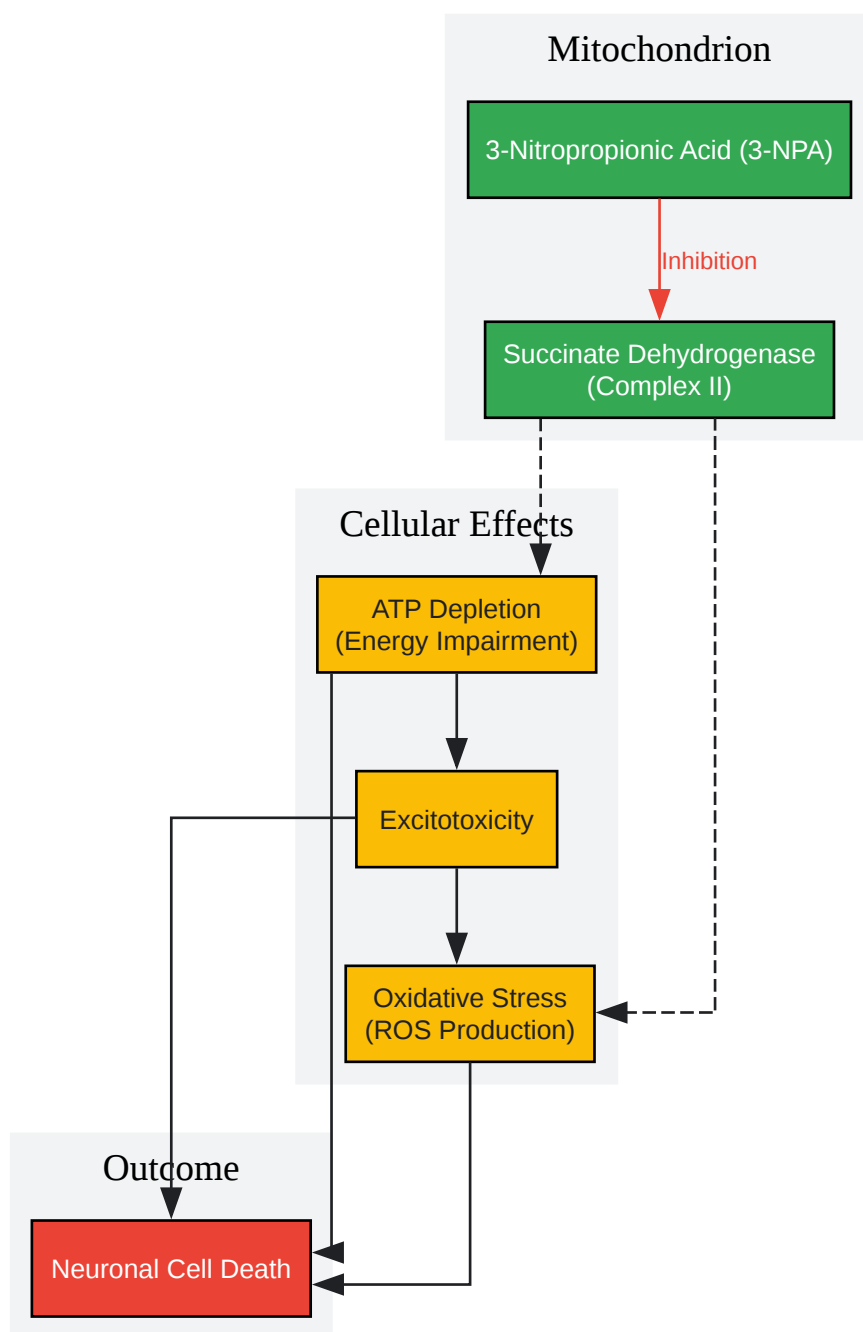 Mitochondrion
3-Nitropropionic Acid (3-NPA)
Inhibition
Succinate Dehydrogenase
(Complex II)
Cellular Effects
ATP Depletion
(Energy Impairment)
Excitotoxicity
Oxidative Stress
(ROS Production)
Outcome
Neuronal Cell Death